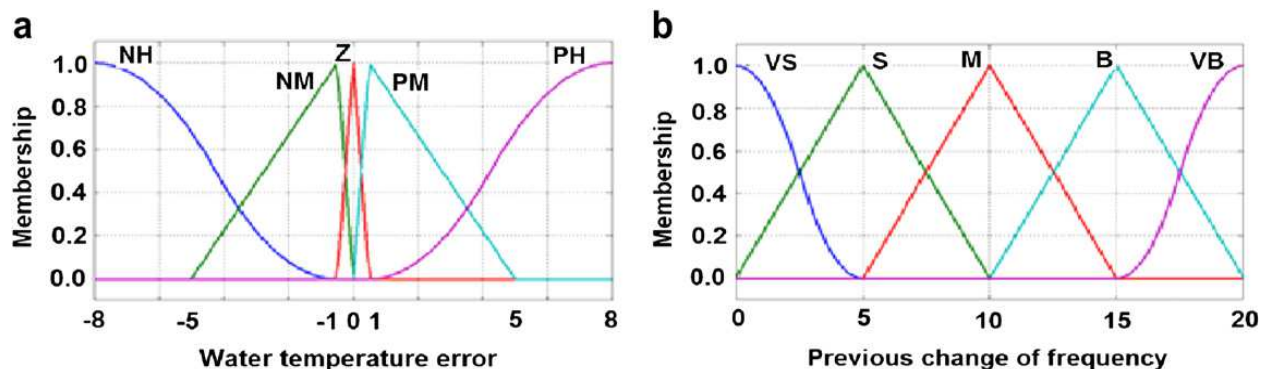 a
NH
Z
PH
NM
PM
1.0
0.8
0.6
0.4
0.2
0.0
Membership
-8 -5 -1 0 1 5 8
Water temperature error
b
VS S M B VB
1.0
0.8
0.6
0.4
0.2
0.0
Membership
0 5 10 15 20
Previous change of frequency